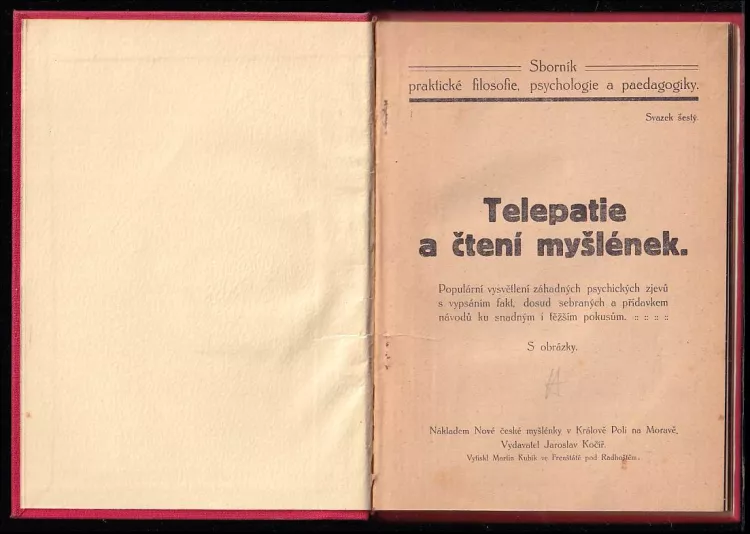 Sborník
praktické filosofie, psychologie a paedagogiky.
Svazek šestý.
Telepatie
a čtení myšlének.
Populární vysvětlení záhadných psychických zjevů
s vypsáním fakt, dosud sebraných a přídavkem
návodů ku snadným i těžším pokusům. :: :: :: ::
S obrázky.
Nákladem Nové české myšlénky v Králově Poli na Moravě,
Vydavatel Jaroslav Kočíř.
Vytiskl Martin Kubík ve Frenštátě pod Radhoštěm.